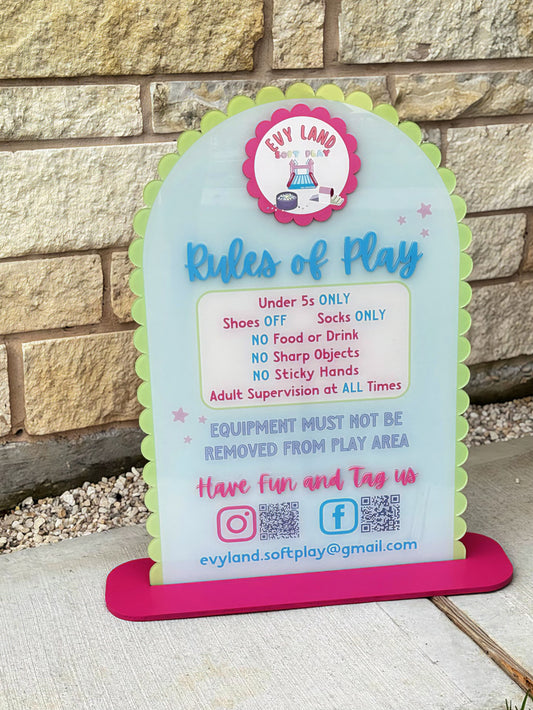 EVY LAND
SOFT PLAY
Rules of Play
Under 5s ONLY
Shoes OFF Socks ONLY
NO Food or Drink
NO Sharp Objects
NO Sticky Hands
Adult Supervision at ALL Times
EQUIPMENT MUST NOT BE
REMOVED FROM PLAY AREA
Have Fun and Tag us
evyland.softplay@gmail.com